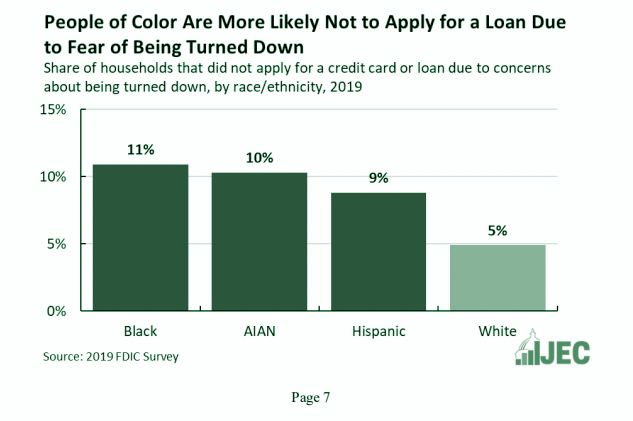 People of Color Are More Likely Not to Apply for a Loan Due
to Fear of Being Turned Down
Share of households that did not apply for a credit card or loan due to concerns
about being turned down, by race/ethnicity, 2019
15%
10%
5%
0%
11%
10%
9%
5%
Black
AIAN
Hispanic
White
Source: 2019 FDIC Survey
JEC
Page 7